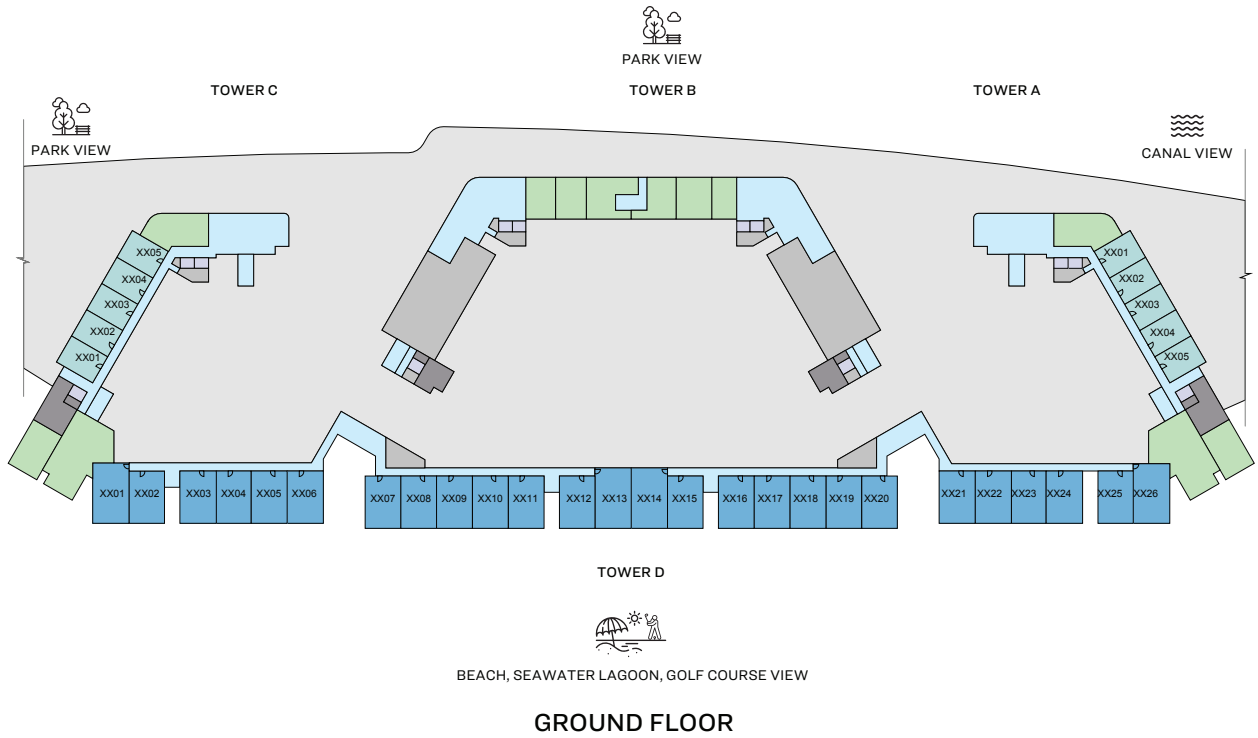 PARK VIEW
TOWER C
TOWER B
TOWER A
PARK VIEW
CANAL VIEW
XX05
XX04
XX03
XX02
XX01
XX01
XX02
XX03
XX04
XX05
XX01 XX02 XX03 XX04 XX05 XX06 XX07 XX08 XX09 XX10 XX11 XX12 XX13 XX14 XX15 XX16 XX17 XX18 XX19 XX20 XX21 XX22 XX23 XX24 XX25 XX26
TOWER D
BEACH, SEAWATER LAGOON, GOLF COURSE VIEW
GROUND FLOOR